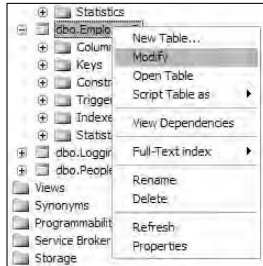 Statistics
dbo.Emplo
Colum
Keys
Constr
Trigge
Indexe
Statist
dbo.Loggin
dbo.People
Views
Synonyms
Programmabilit
Service Broker
Storage
New Table...
Modify
Open Table
Script Table as
View Dependencies
Full-Text index
Rename
Delete
Refresh
Properties